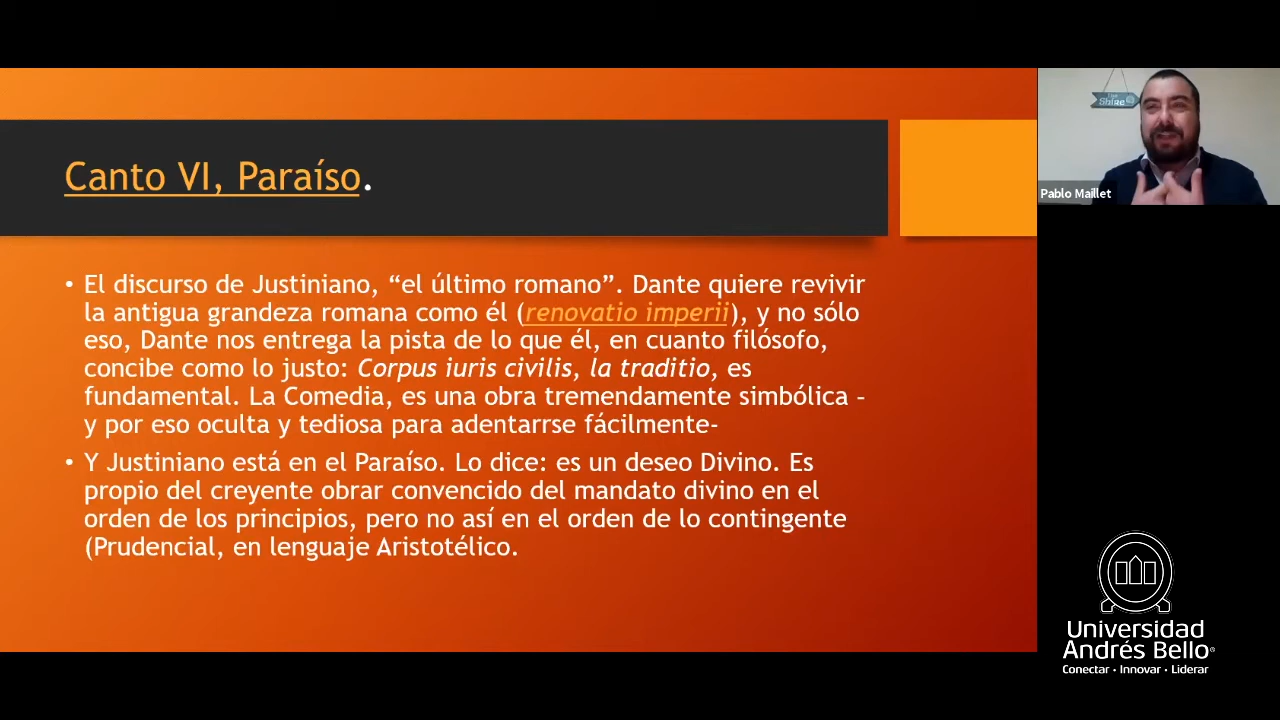 Canto VI, Paraíso.
El discurso de Justiniano, “el último romano”. Dante quiere revivir
la antigua grandeza romana como él (renovatio imperii), y no sólo
eso, Dante nos entrega la pista de lo que él, en cuanto filósofo,
concibe como lo justo: Corpus iuris civilis, la traditio, es
fundamental. La Comedia, es una obra tremendamente simbólica –
y por eso oculta y tediosa para adentarrse fácilmente-
Y Justiniano está en el Paraíso. Lo dice: es un deseo Divino. Es
propio del creyente obrar convencido del mandato divino en el
orden de los principios, pero no así en el orden de lo contingente
(Prudencial, en lenguaje Aristotélico.
The
Shire
Pablo Maillet
Universidad
Andrés Bello®
Conectar • Innovar • Liderar